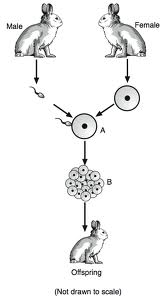 Male
Female
A
B
Offspring
(Not drawn to scale)